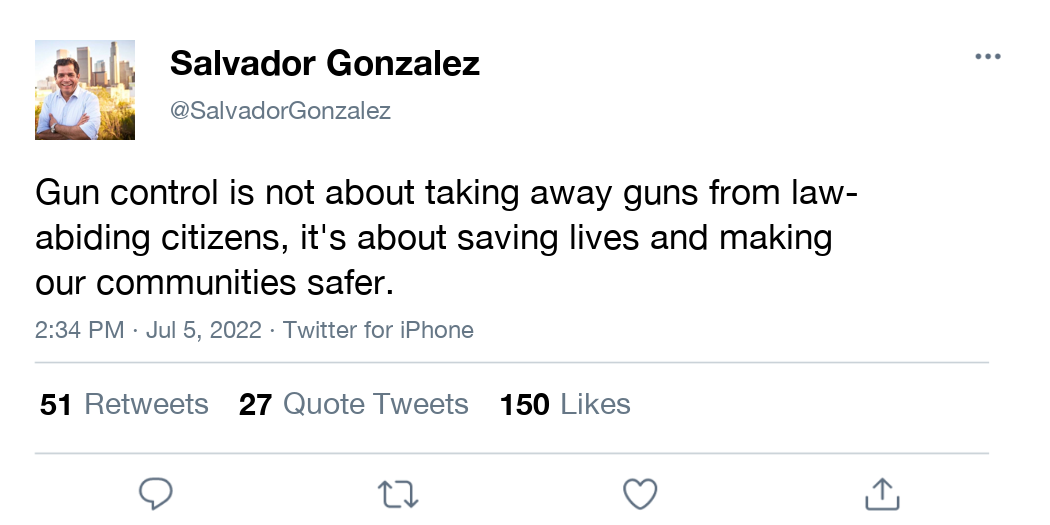 Salvador Gonzalez
@SalvadorGonzalez
Gun control is not about taking away guns from law-
abiding citizens, it's about saving lives and making
our communities safer.
2:34 PM · Jul 5, 2022 · Twitter for iPhone
51 Retweets 27 Quote Tweets 150 Likes